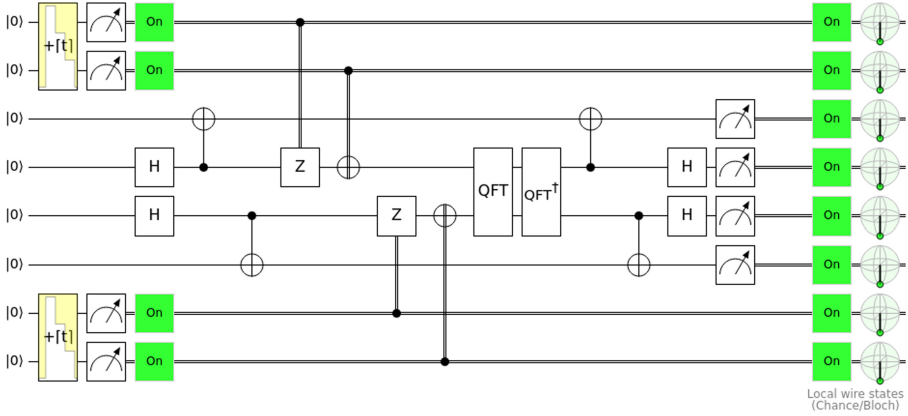 |0⟩ +⌈t⌉ On On
|0⟩ On On
|0⟩ On
|0⟩ H Z QFT QFT† H On
|0⟩ H Z H On
|0⟩ On
|0⟩ +⌈t⌉ On On
|0⟩ On On
Local wire states
(Chance/Bloch)